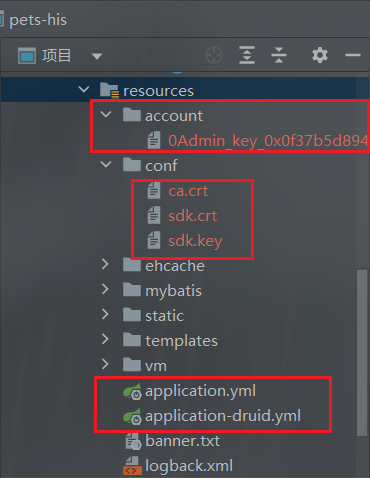 pets-his
项目
resources
account
0Admin_key_0x0f37b5d894
conf
ca.crt
sdk.crt
sdk.key
ehcache
mybatis
static
templates
vm
application.yml
application-druid.yml
banner.txt
logback.xml